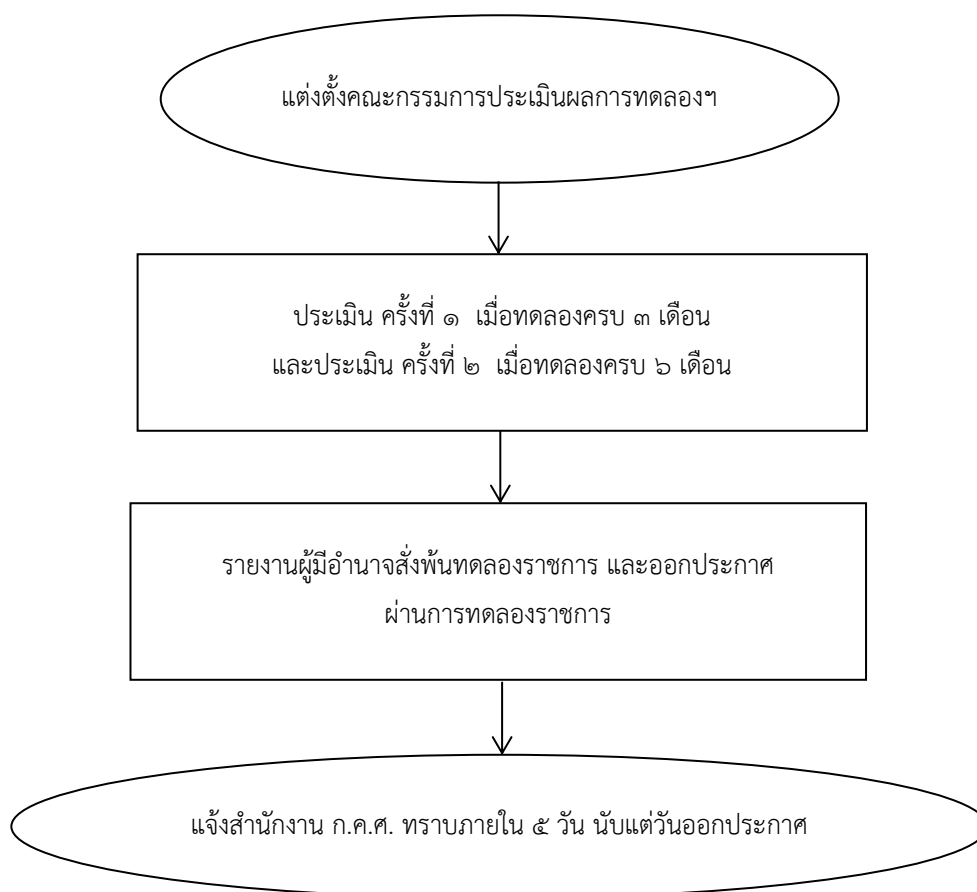 แต่งตั้งคณะกรรมการประเมินผลการทดลองฯ
ประเมิน ครั้งที่ ๑ เมื่อทดลองครบ ๓ เดือน
และประเมิน ครั้งที่ ๒ เมื่อทดลองครบ ๖ เดือน
รายงานผู้มีอำนาจสั่งพ้นทดลองราชการ และออกประกาศ
ผ่านการทดลองราชการ
แจ้งสำนักงาน ก.ค.ศ. ทราบภายใน ๕ วัน นับแต่วันออกประกาศ